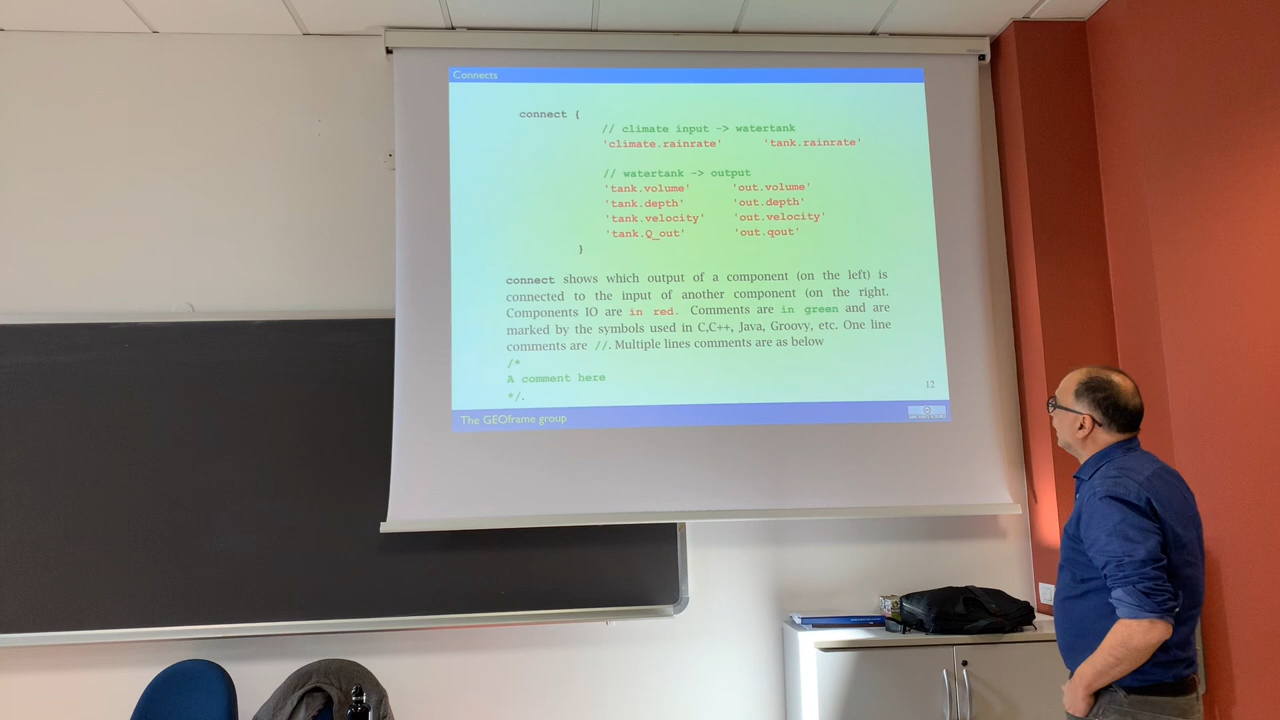 Connects
connect {
// climate input -> watertank
'climate.rainrate' 'tank.rainrate'
// watertank -> output
'tank.volume' 'out.volume'
'tank.depth' 'out.depth'
'tank.velocity' 'out.velocity'
'tank.Q_out' 'out.qout'
}
connect shows which output of a component (on the left) is
connected to the input of another component (on the right.
Components IO are in red. Comments are in green and are
marked by the symbols used in C,C++, Java, Groovy, etc. One line
comments are //. Multiple lines comments are as below
/*
A comment here
*/.
12
The GEOframe group